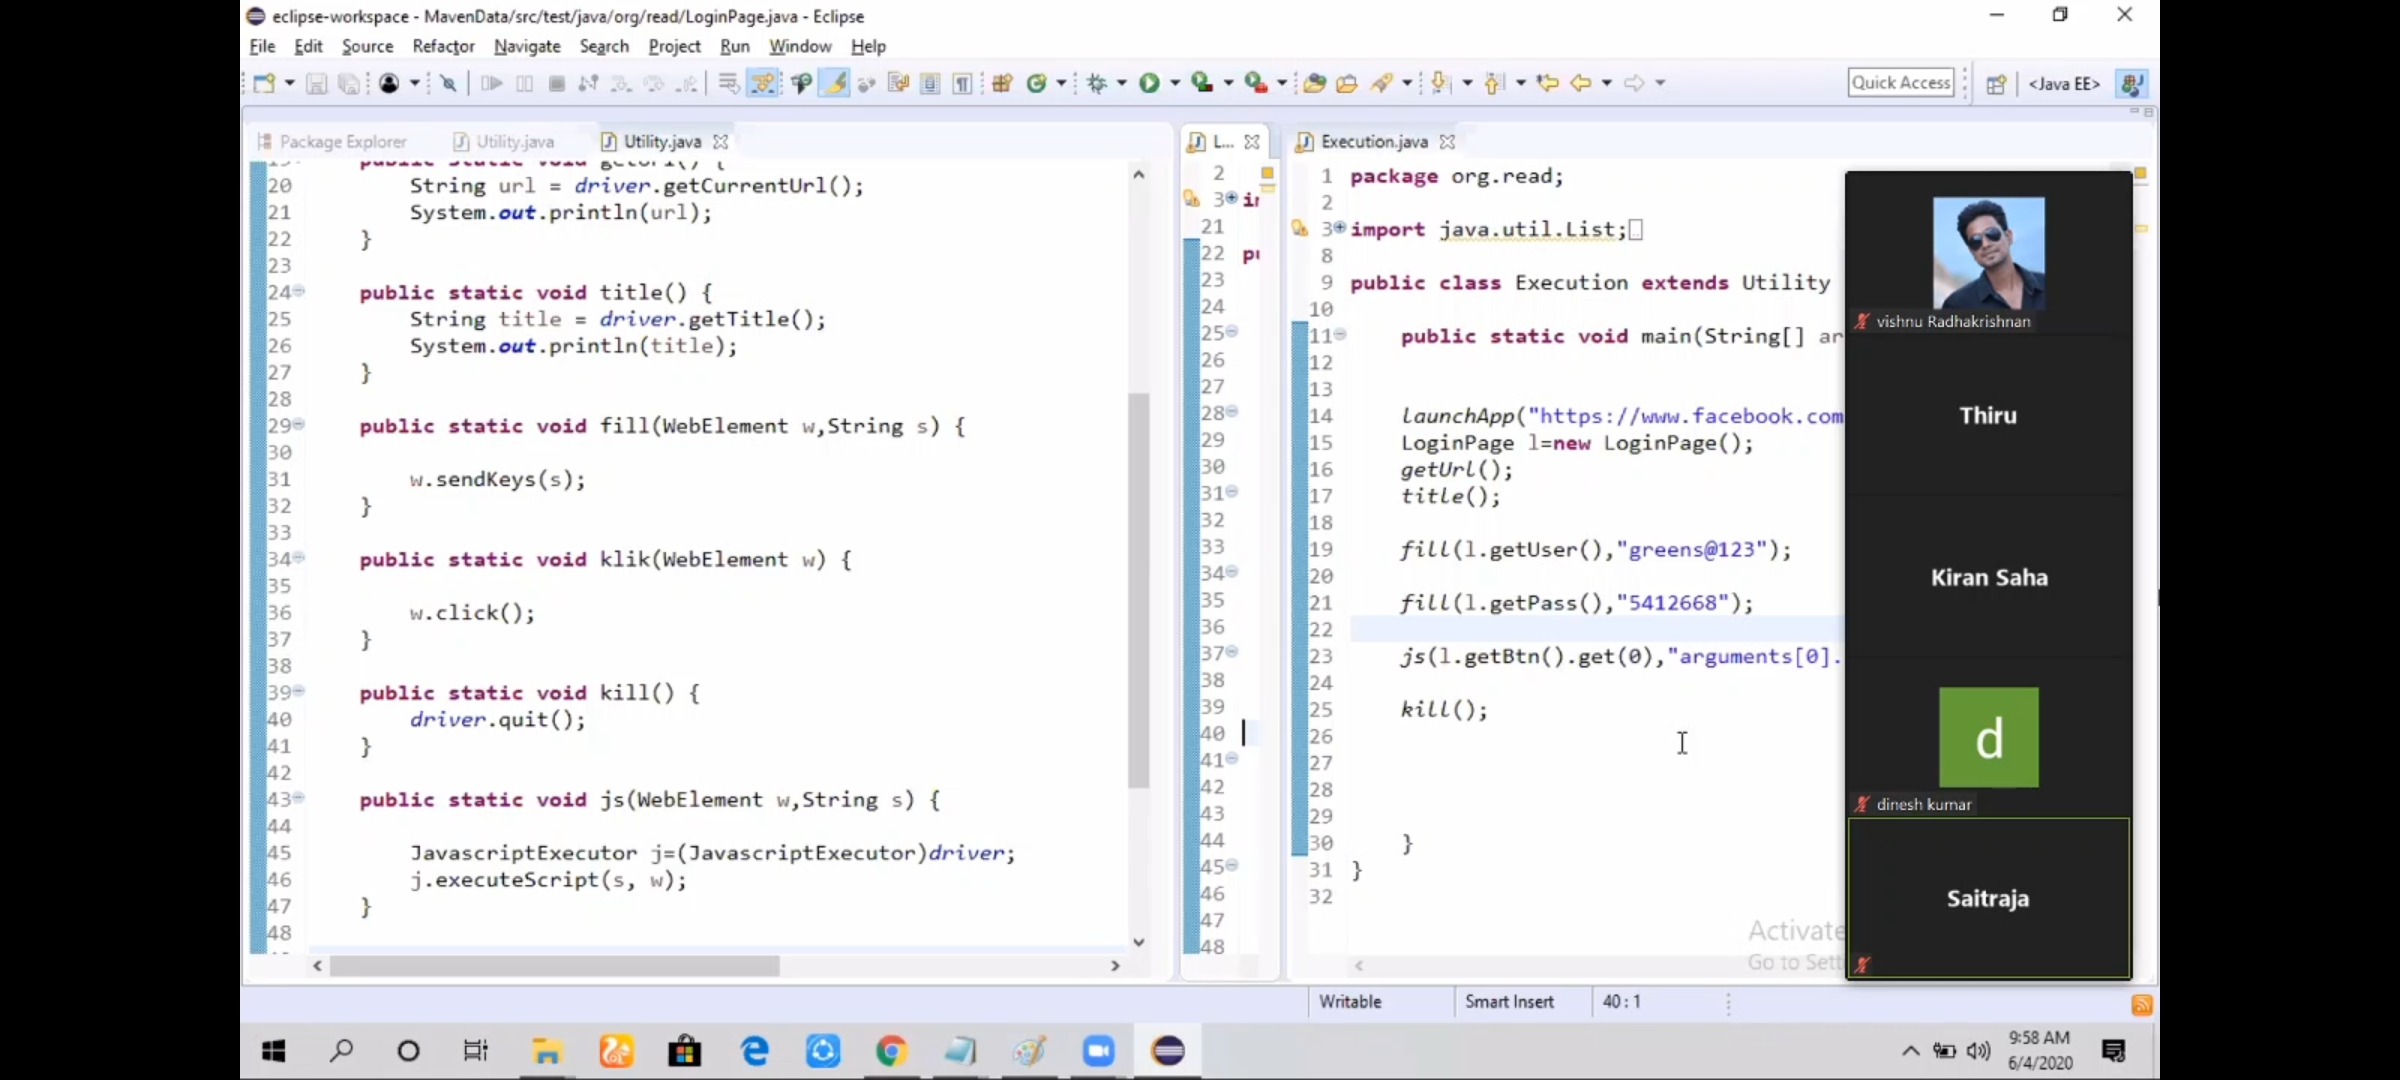 eclipse-workspace - MavenData/src/test/java/org/read/LoginPage.java - Eclipse
File Edit Source Refactor Navigate Search Project Run Window Help
Quick Access
<Java EE>
Package Explorer
Utility.java
Utility.java
20 String url = driver.getCurrentUrl();
21 System.out.println(url);
22 }
23
24 public static void title() {
25 String title = driver.getTitle();
26 System.out.println(title);
27 }
28
29 public static void fill(WebElement w,String s) {
30
31 w.sendKeys(s);
32 }
33
34 public static void klik(WebElement w) {
35
36 w.click();
37 }
38
39 public static void kill() {
40 driver.quit();
41 }
42
43 public static void js(WebElement w,String s) {
44
45 JavascriptExecutor j=(JavascriptExecutor)driver;
46 j.executeScript(s, w);
47 }
48
L...
2
3
21
22
23
24
25
26
27
28
29
30
31
32
33
34
35
36
37
38
39
40
41
42
43
44
45
46
47
48
Execution.java
1 package org.read;
2
3 import java.util.List;
8
9 public class Execution extends Utility
10
11 public static void main(String[] ar
12
13
14 launchApp("https://www.facebook.com
15 LoginPage l=new LoginPage();
16 getUrl();
17 title();
18
19 fill(l.getUser(),"greens@123");
20
21 fill(l.getPass(),"5412668");
22
23 js(l.getBtn().get(0),"arguments[0].
24
25 kill();
26
27
28
29
30 }
31 }
32
vishnu Radhakrishnan
Thiru
Kiran Saha
d
dinesh kumar
Saitraja
Activate
Go to Sett
Writable
Smart Insert
40 : 1
9:58 AM
6/4/2020